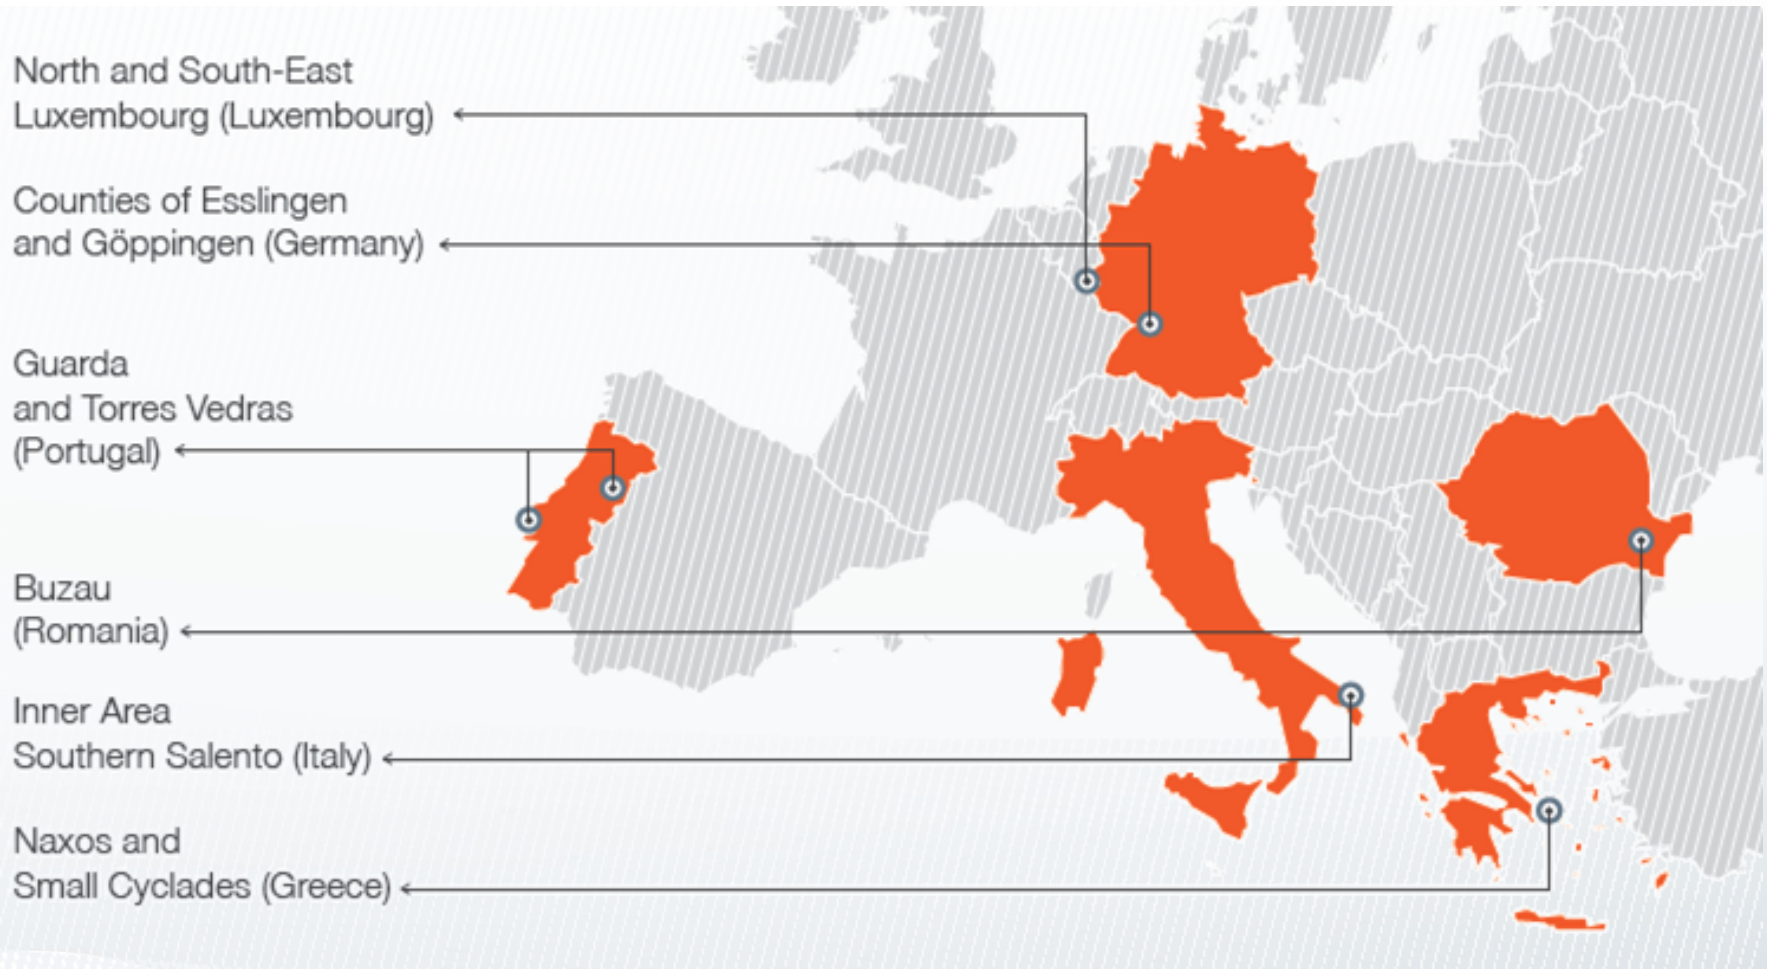 North and South-East
Luxembourg (Luxembourg)
Counties of Esslingen
and Göppingen (Germany)
Guarda
and Torres Vedras
(Portugal)
Buzau
(Romania)
Inner Area
Southern Salento (Italy)
Naxos and
Small Cyclades (Greece)